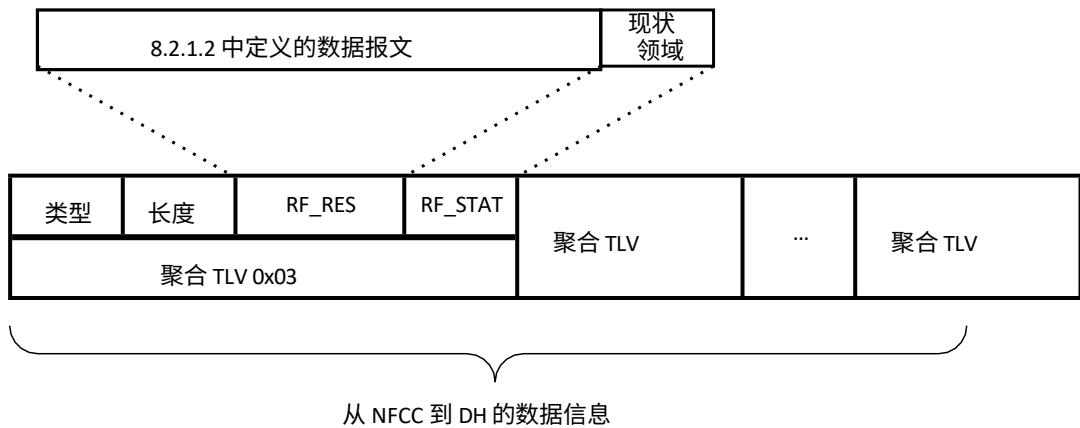 8.2.1.2 中定义的数据报文
现状
领域
类型
长度
RF_RES
RF_STAT
聚合 TLV
...
聚合 TLV
聚合 TLV 0x03
从 NFCC 到 DH 的数据信息